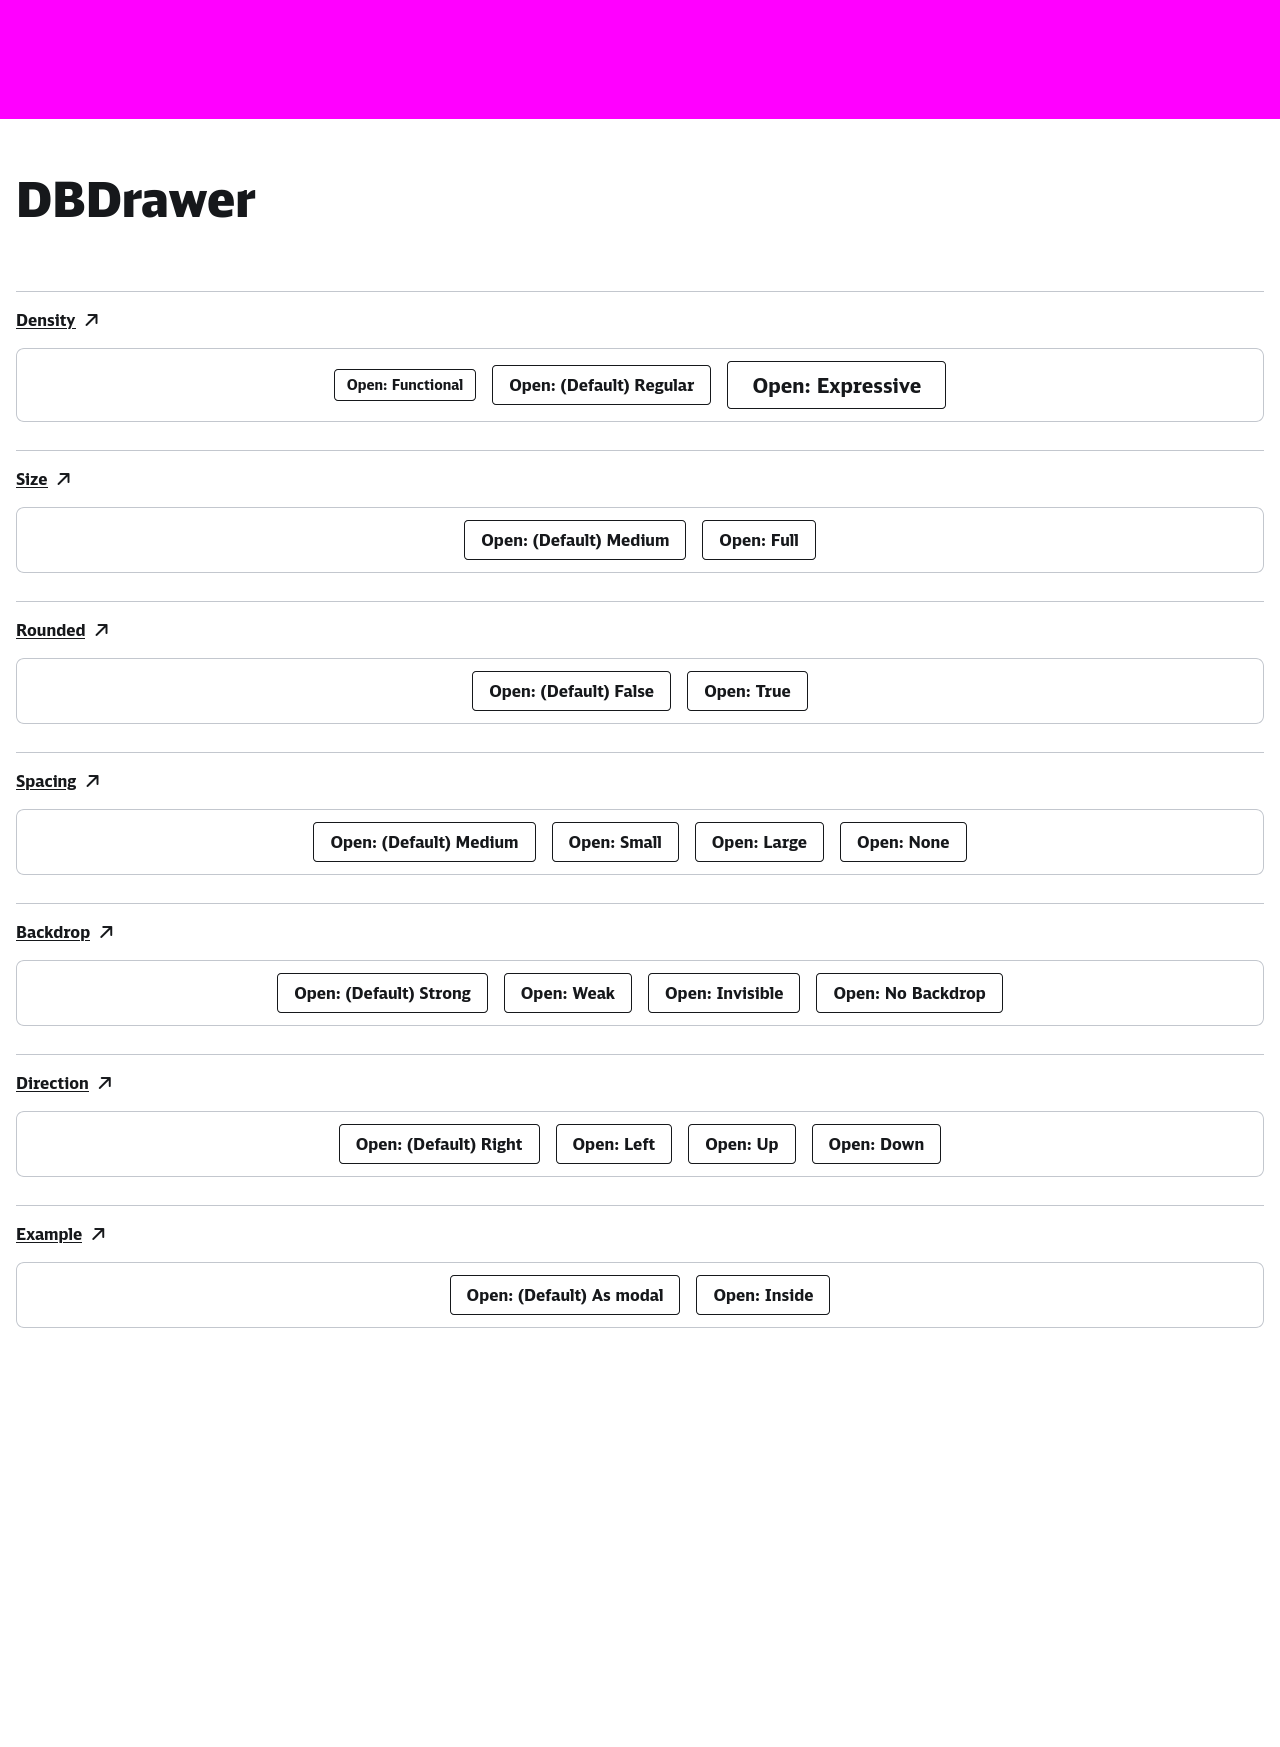 DBDrawer
Density
Open: Functional Open: (Default) Regular Open: Expressive
Size
Open: (Default) Medium Open: Full
Rounded
Open: (Default) False Open: True
Spacing
Open: (Default) Medium Open: Small Open: Large Open: None
Backdrop
Open: (Default) Strong Open: Weak Open: Invisible Open: No Backdrop
Direction
Open: (Default) Right Open: Left Open: Up Open: Down
Example
Open: (Default) As modal Open: Inside